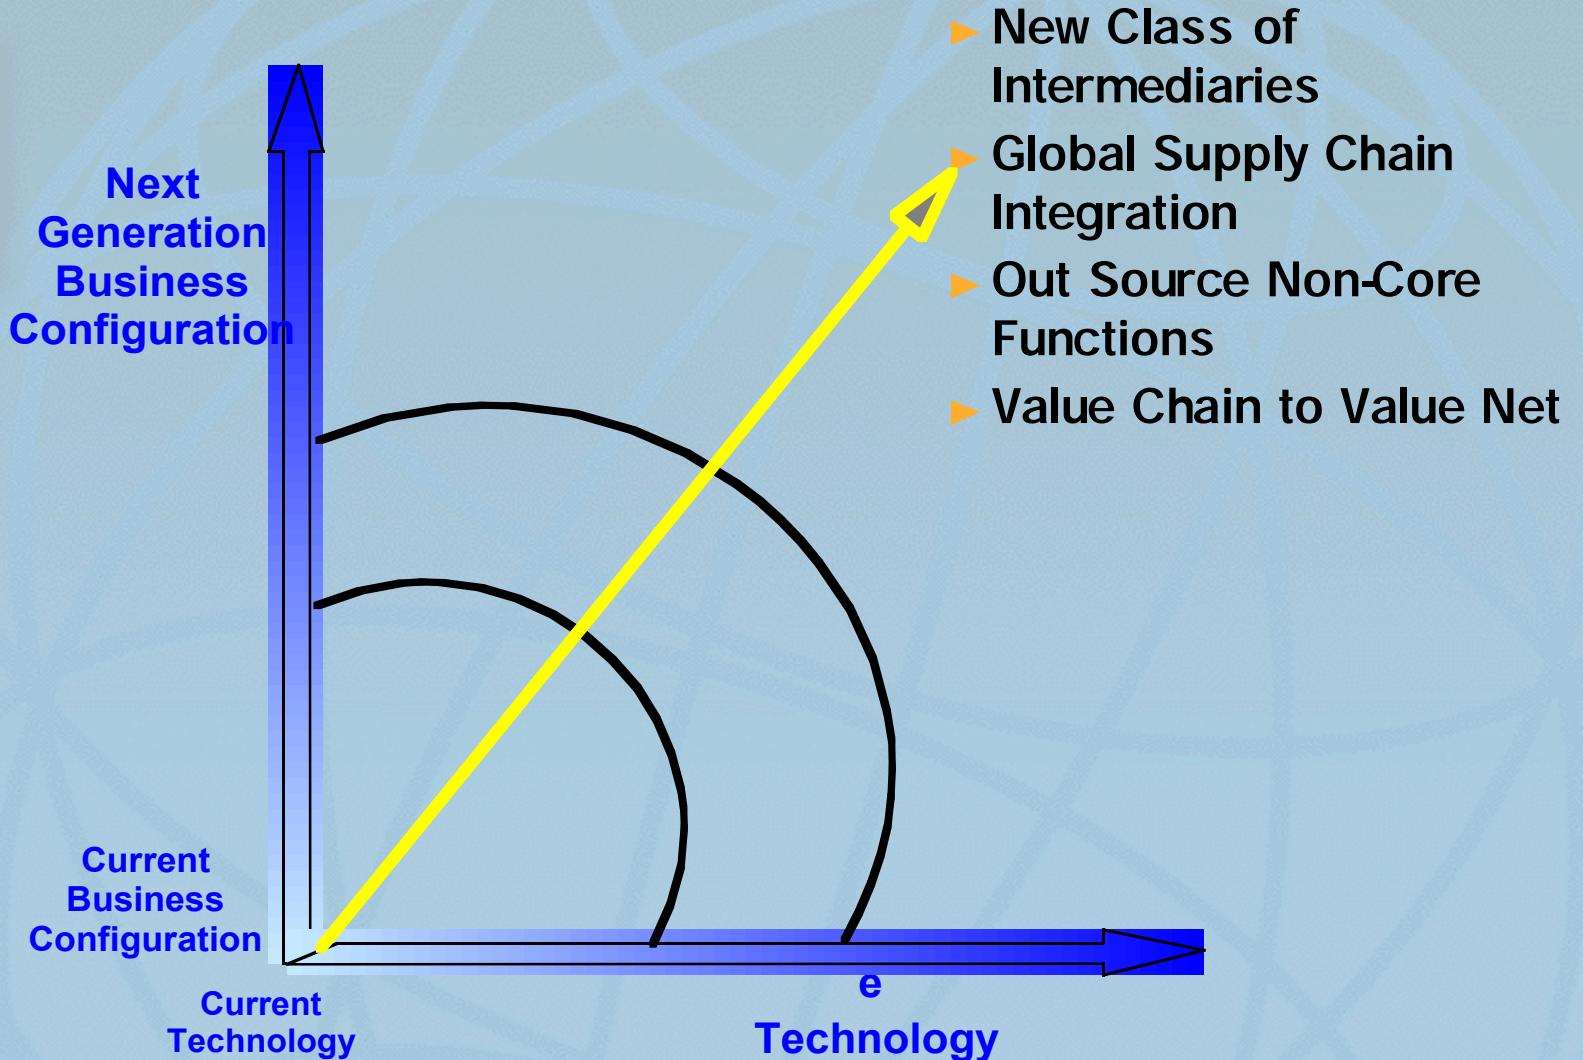 New Class of
Intermediaries
Global Supply Chain
Integration
Out Source Non-Core
Functions
Value Chain to Value Net
Next
Generation
Business
Configuration
Current
Business
Configuration
Current
Technology
e
Technology